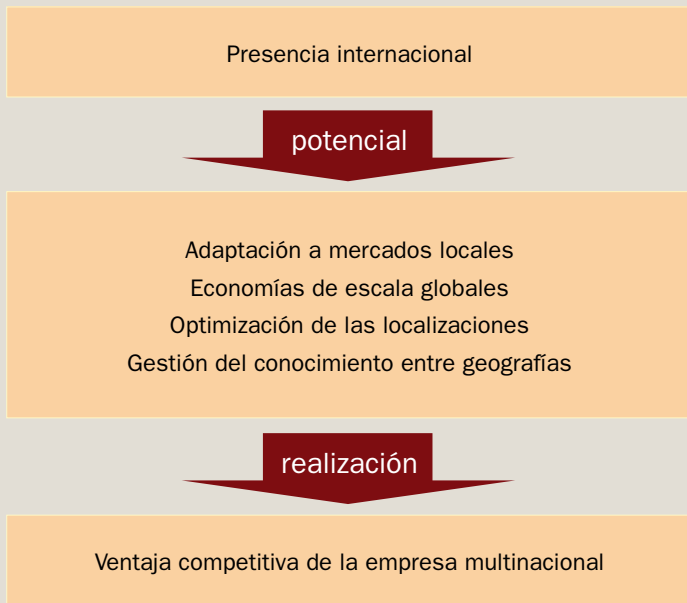 Presencia internacional
potencial
Adaptación a mercados locales
Economías de escala globales
Optimización de las localizaciones
Gestión del conocimiento entre geografías
realización
Ventaja competitiva de la empresa multinacional